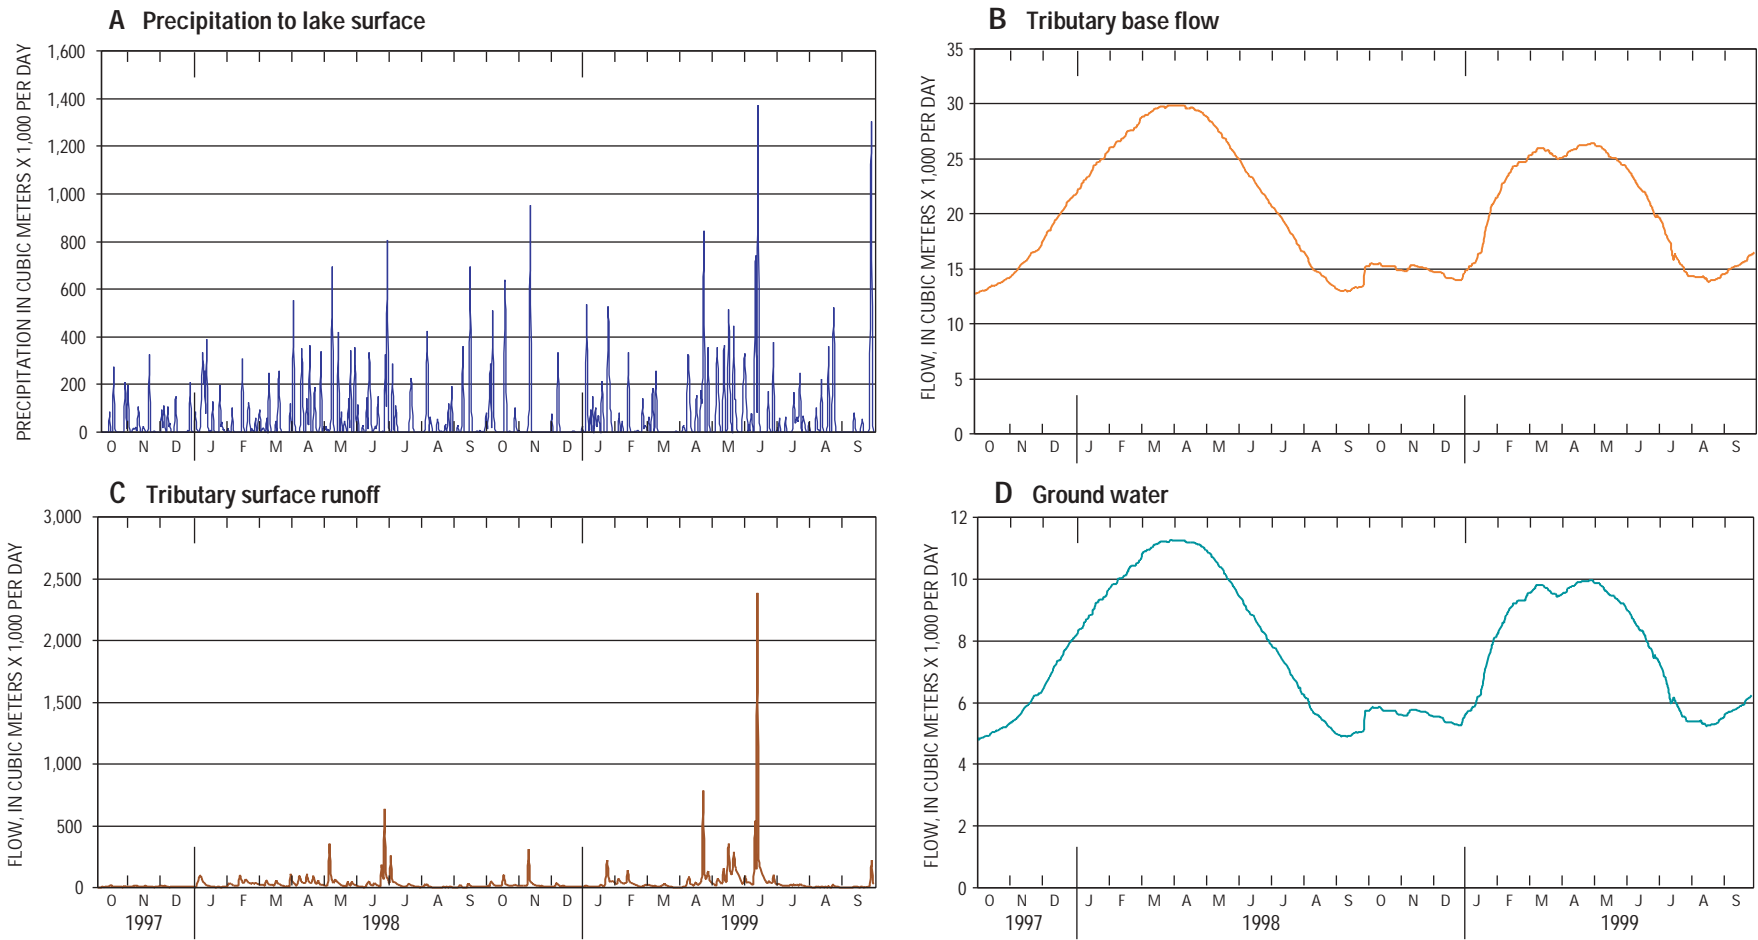 A Precipitation to lake surface
PRECIPITATION IN CUBIC METERS X 1,000 PER DAY
1,600
1,400
1,200
1,000
800
600
400
200
0
O N D J F M A M J J A S O N D J F M A M J J A S
B Tributary base flow
FLOW, IN CUBIC METERS X 1,000 PER DAY
35
30
25
20
15
10
5
0
O N D J F M A M J J A S O N D J F M A M J J A S
C Tributary surface runoff
FLOW, IN CUBIC METERS X 1,000 PER DAY
3,000
2,500
2,000
1,500
1,000
500
0
O N D J F M A M J J A S O N D J F M A M J J A S
1997 1998 1999
D Ground water
FLOW, IN CUBIC METERS X 1,000 PER DAY
12
10
8
6
4
2
0
O N D J F M A M J J A S O N D J F M A M J J A S
1997 1998 1999